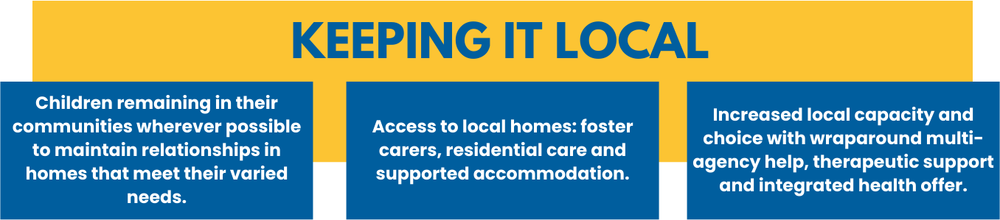 KEEPING IT LOCAL
Children remaining in their
communities wherever possible
to maintain relationships in
homes that meet their varied
needs.
Access to local homes: foster
carers, residential care and
supported accommodation.
Increased local capacity and
choice with wraparound multi-
agency help, therapeutic support
and integrated health offer.